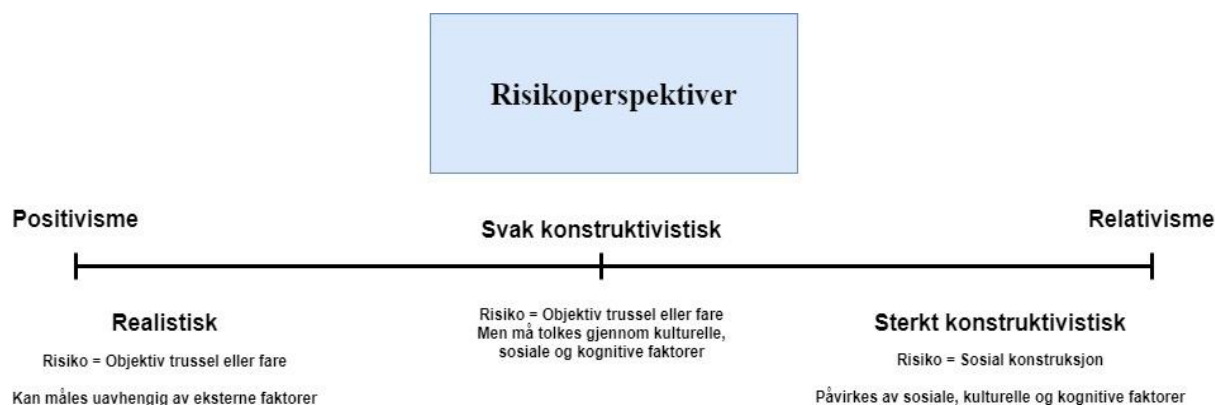 Risikoperspektiver
Positivisme
Svak konstruktivistisk
Relativisme
Realistisk
Risiko = Objektiv trussel eller fare
Kan måles uavhengig av eksterne faktorer
Risiko = Objektiv trussel eller fare
Men må tolkes gjennom kulturelle,
sosiale og kognitive faktorer
Sterkt konstruktivistisk
Risiko = Sosial konstruksjon
Påvirkes av sosiale, kulturelle og kognitive faktorer